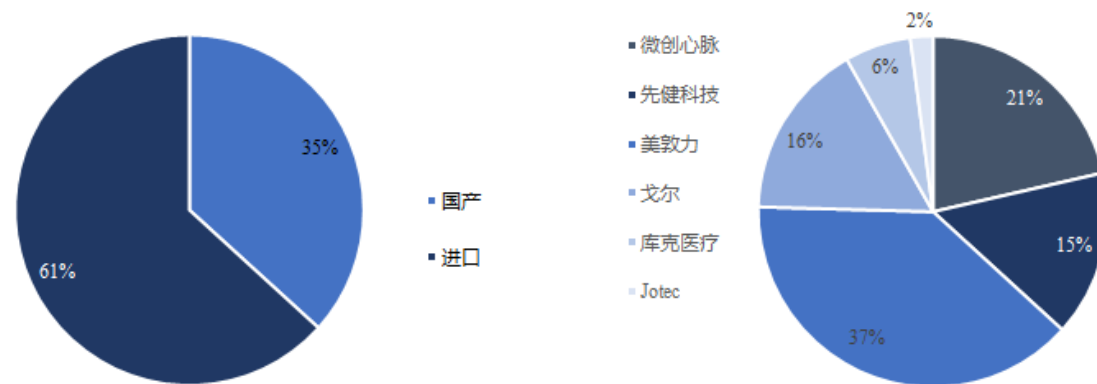 35%
61%
国产
进口
微创心脉
先健科技
美敦力
戈尔
库克医疗
Jotec
2%
6%
21%
16%
15%
37%